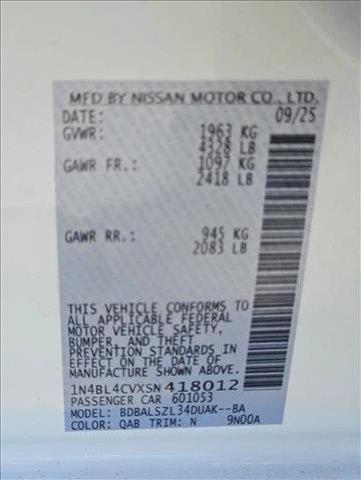 MFD BY NISSAN MOTOR CO., LTD.
DATE: 09/25
GVWR: 1963 KG
4328 LB
GAWR FR.: 1097 KG
2418 LB
GAWR RR.: 945 KG
2083 LB
THIS VEHICLE CONFORMS TO
ALL APPLICABLE FEDERAL
MOTOR VEHICLE SAFETY,
BUMPER, AND THEFT
PREVENTION STANDARDS
IN EFFECT ON THE DATE OF
MANUFACTURE SHOWN ABOVE.
1N4BL4CVXSN418012
PASSENGER CAR 601053
MODEL: BDBALSZL34DUAK--BA
COLOR: QAB TRIM: N 9N00A